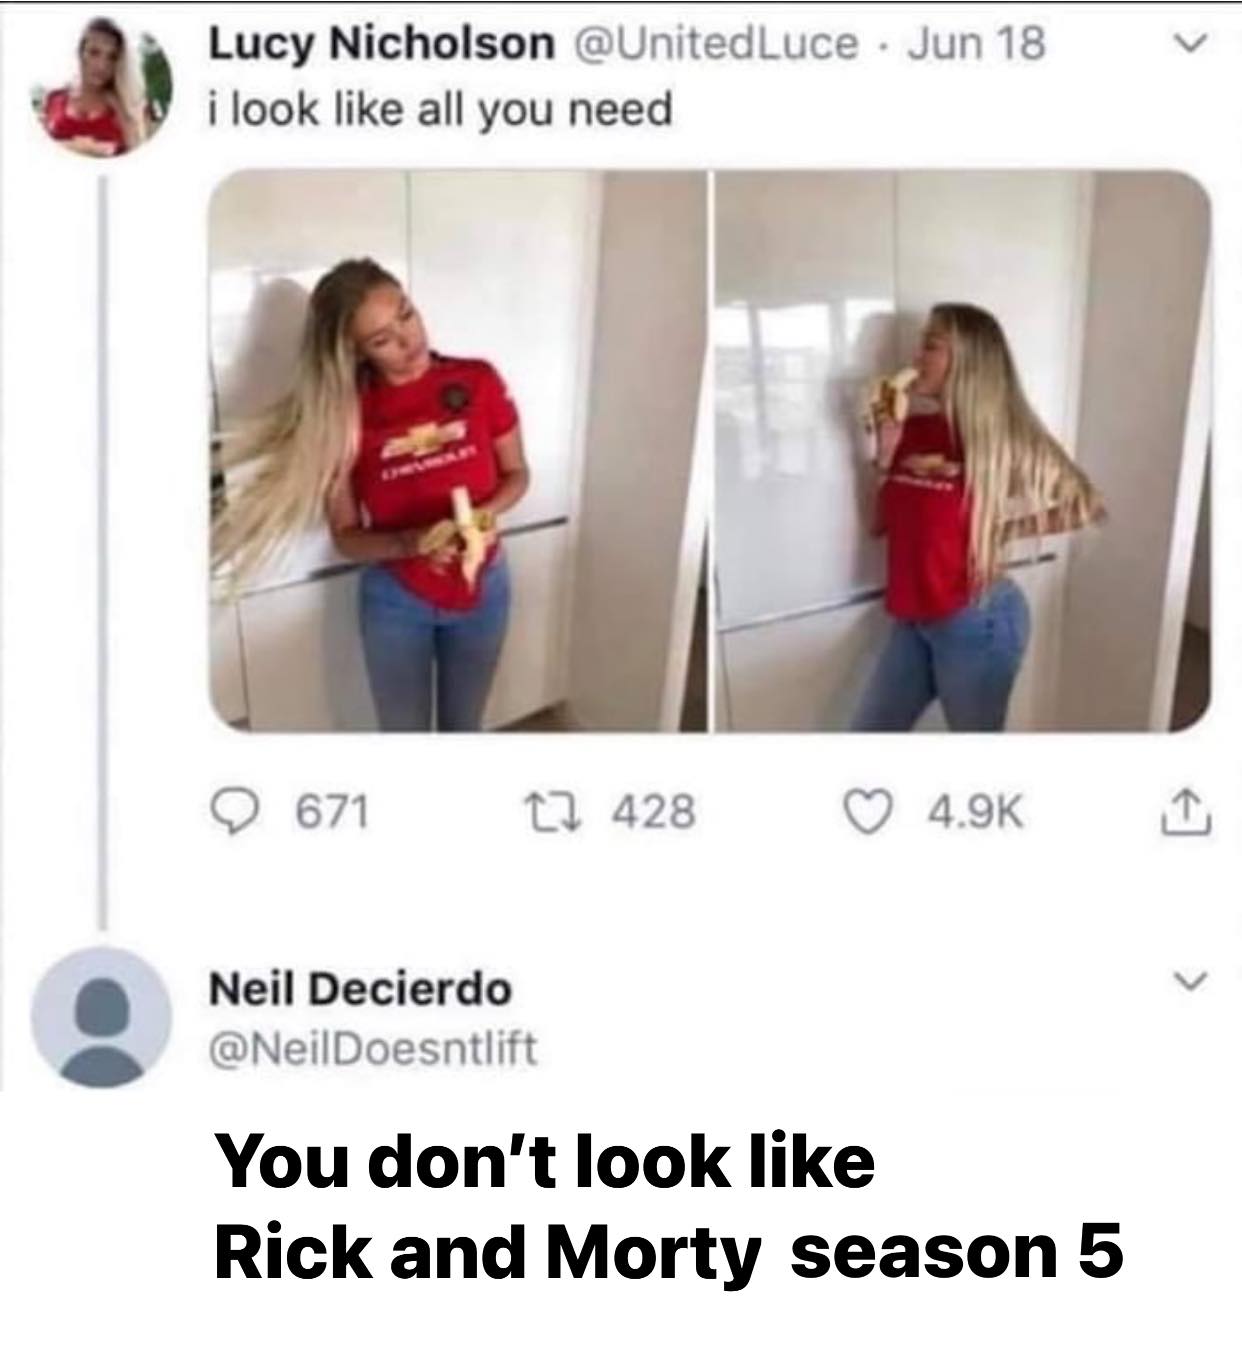 Lucy Nicholson @UnitedLuce · Jun 18
i look like all you need
CHEVROLET
671 428 4.9K
Neil Decierdo
@NeilDoesntlift
You don't look like
Rick and Morty season 5